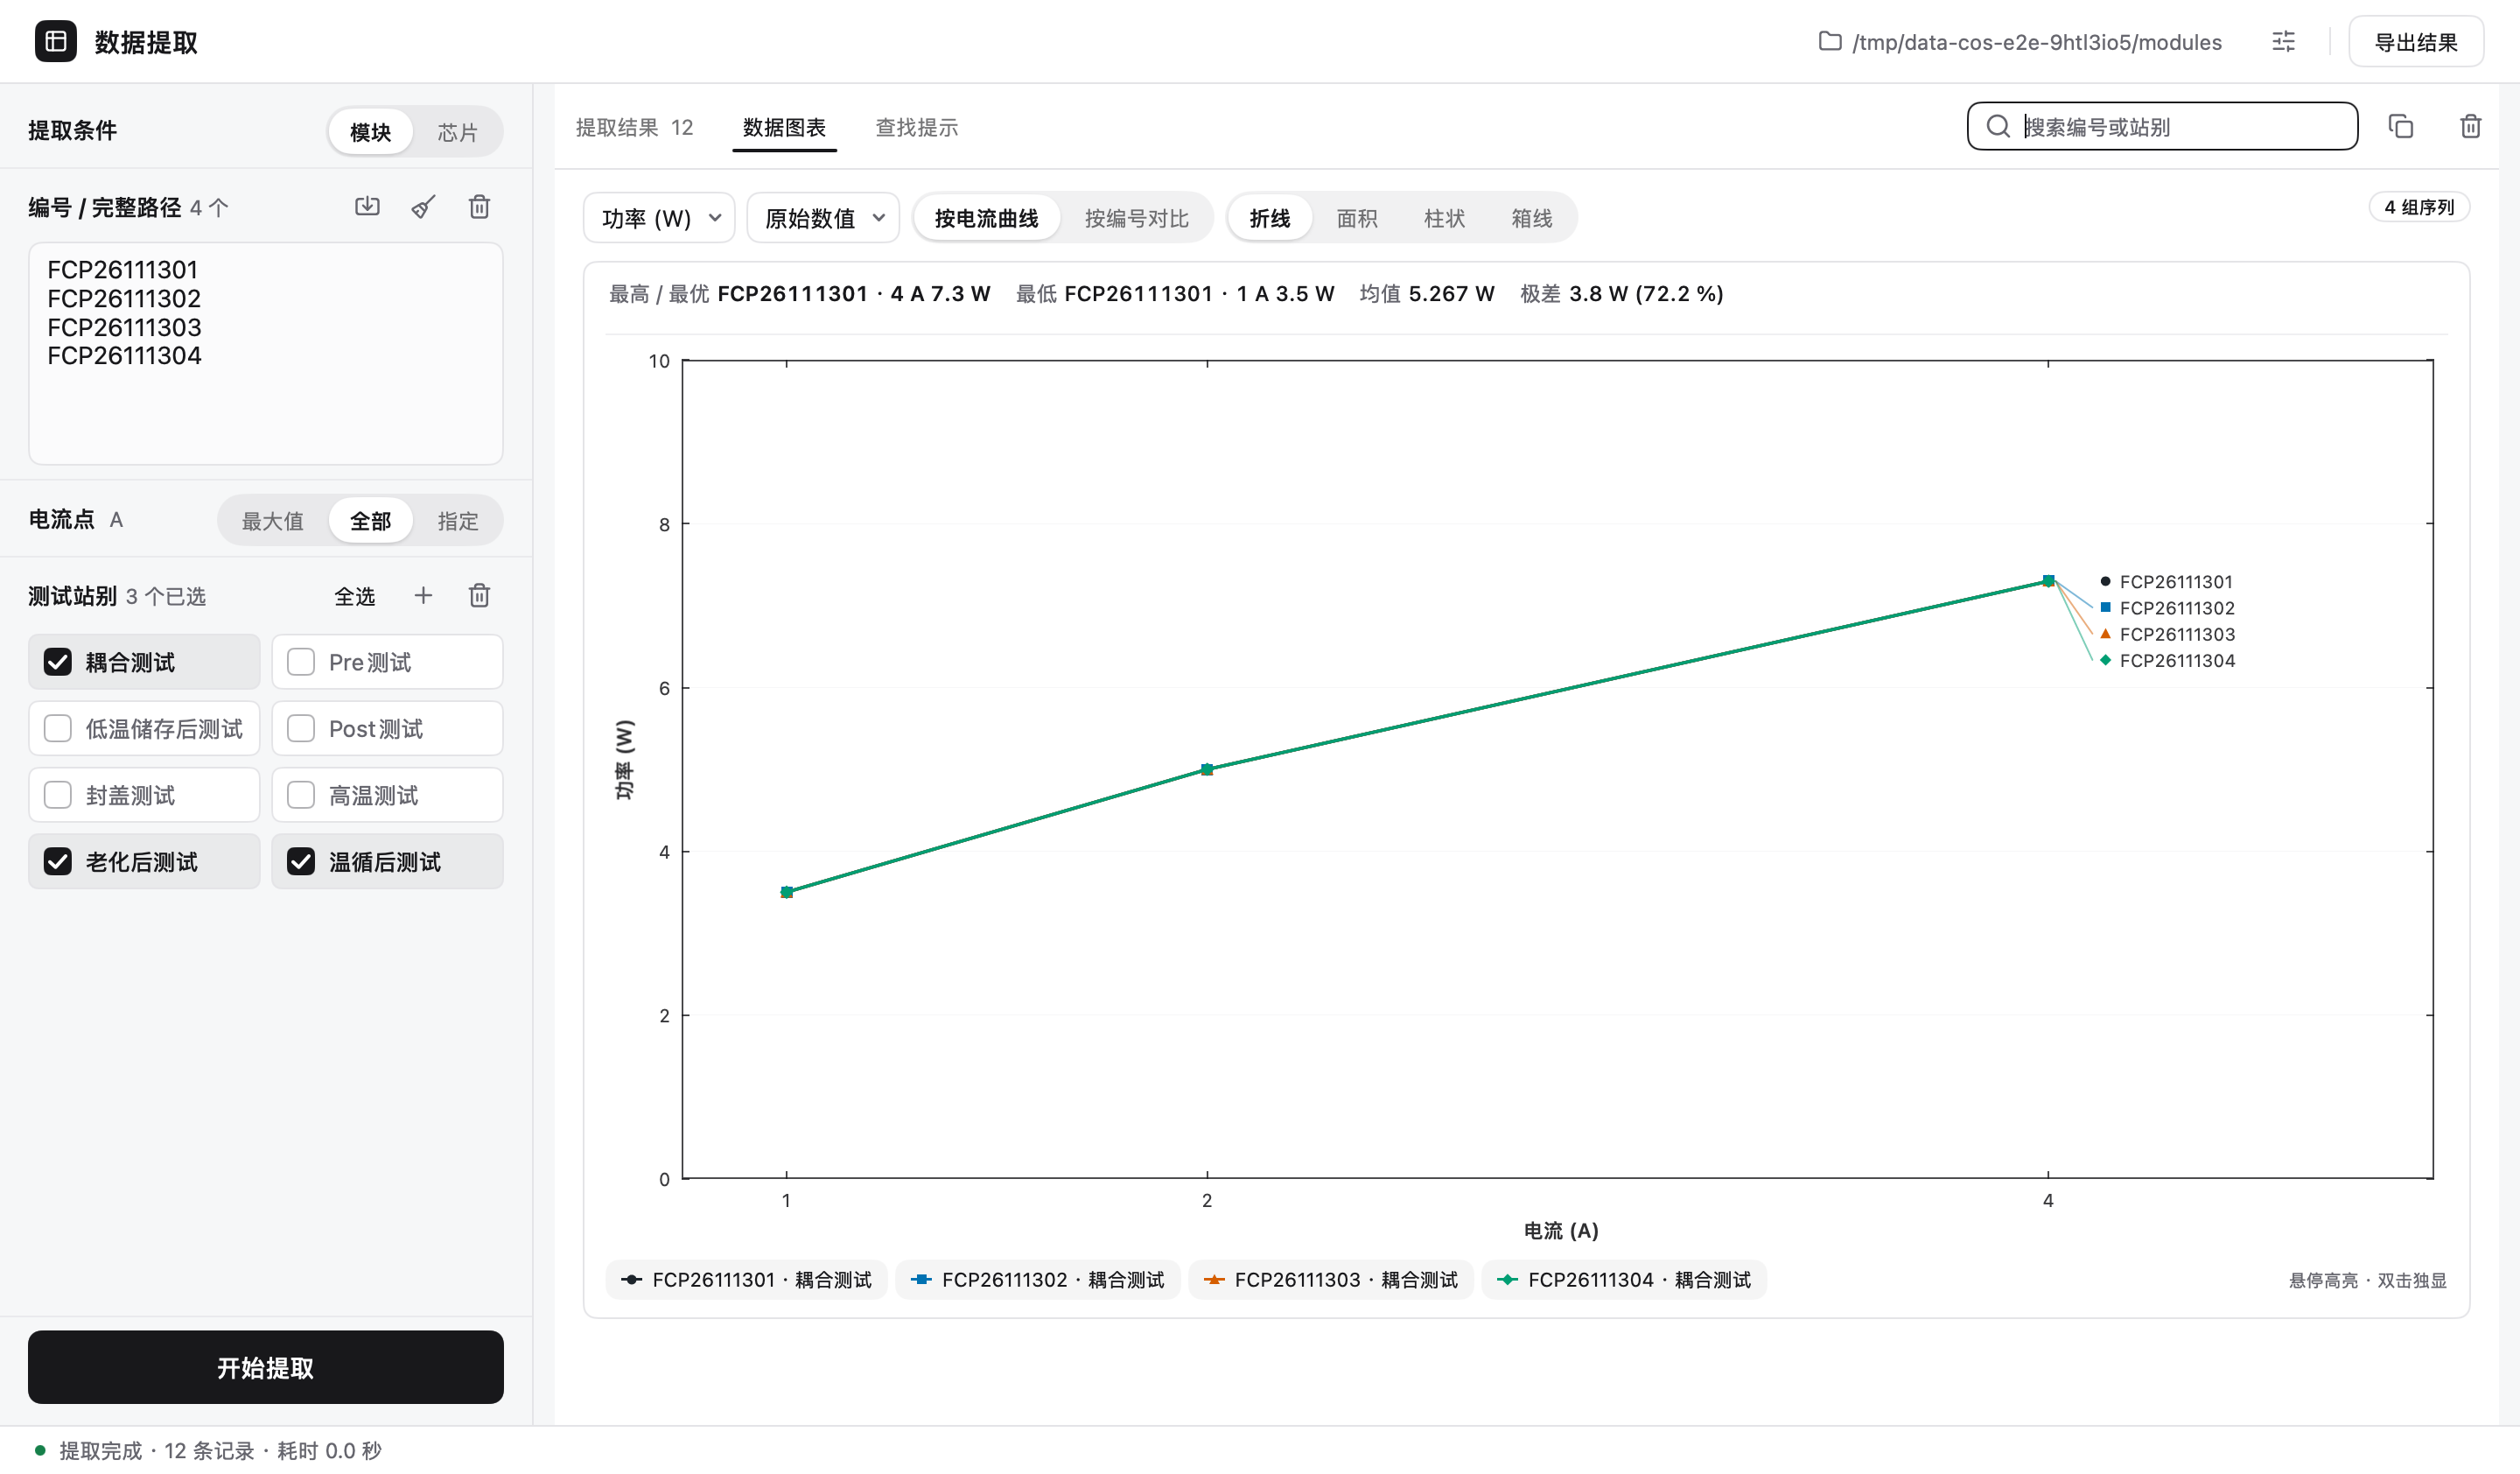 数据提取
/tmp/data-cos-e2e-9htl3io5/modules
导出结果
提取条件
模块 芯片
编号 / 完整路径 4 个
FCP26111301
FCP26111302
FCP26111303
FCP26111304
电流点 A
最大值 全部 指定
测试站别 3 个已选
全选
耦合测试 Pre测试
低温储存后测试 Post测试
封盖测试 高温测试
老化后测试 温循后测试
开始提取
提取结果 12 数据图表 查找提示
搜索编号或站别
功率 (W) 原始数值 按电流曲线 按编号对比 折线 面积 柱状 箱线
4 组序列
最高 / 最优 FCP26111301 · 4 A 7.3 W 最低 FCP26111301 · 1 A 3.5 W 均值 5.267 W 极差 3.8 W (72.2 %)
10
8
6
4
2
0
功率 (W)
FCP26111301
FCP26111302
FCP26111303
FCP26111304
1 2 4
电流 (A)
FCP26111301 · 耦合测试 FCP26111302 · 耦合测试 FCP26111303 · 耦合测试 FCP26111304 · 耦合测试
悬停高亮 · 双击独显
提取完成 · 12 条记录 · 耗时 0.0 秒